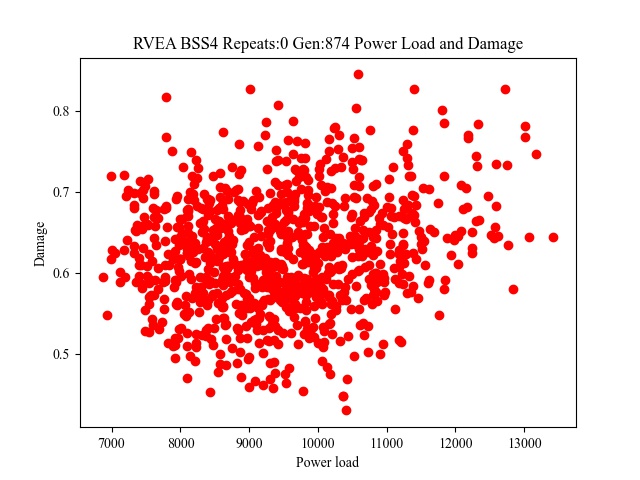 RVEA BSS4 Repeats:0 Gen:874 Power Load and Damage
0.8
0.7
0.6
0.5
Damage
7000 8000 9000 10000 11000 12000 13000
Power load